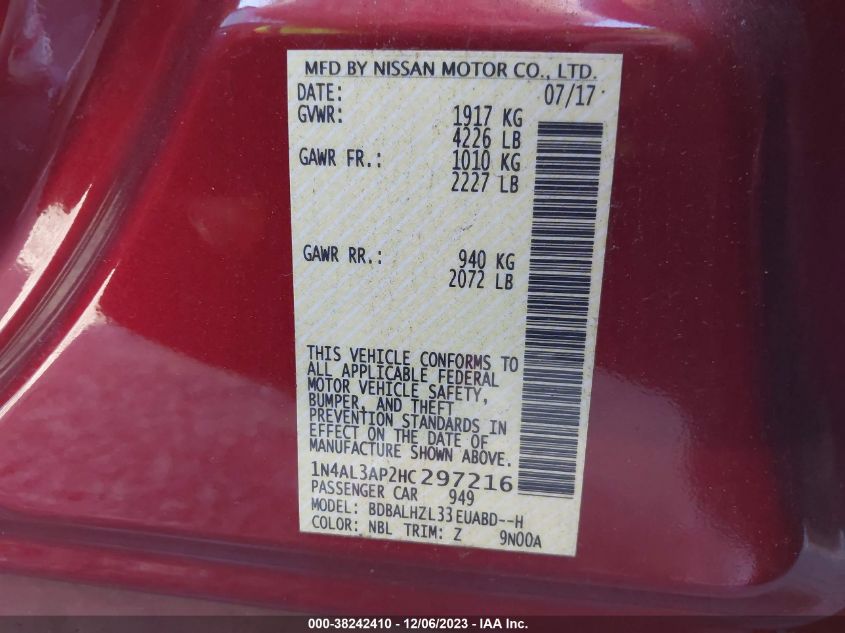 MFD BY NISSAN MOTOR CO., LTD.
DATE: 07/17
GVWR: 1917 KG
4226 LB
GAWR FR.: 1010 KG
2227 LB
GAWR RR.: 940 KG
2072 LB
THIS VEHICLE CONFORMS TO
ALL APPLICABLE FEDERAL
MOTOR VEHICLE SAFETY,
BUMPER, AND THEFT
PREVENTION STANDARDS IN
EFFECT ON THE DATE OF
MANUFACTURE SHOWN ABOVE.
1N4AL3AP2HC297216
PASSENGER CAR 949
MODEL: BDBALHZL33EUABD--H
COLOR: NBL TRIM: Z 9N00A
000-38242410 - 12/06/2023 - Copyright © 2023 IAA, Inc.